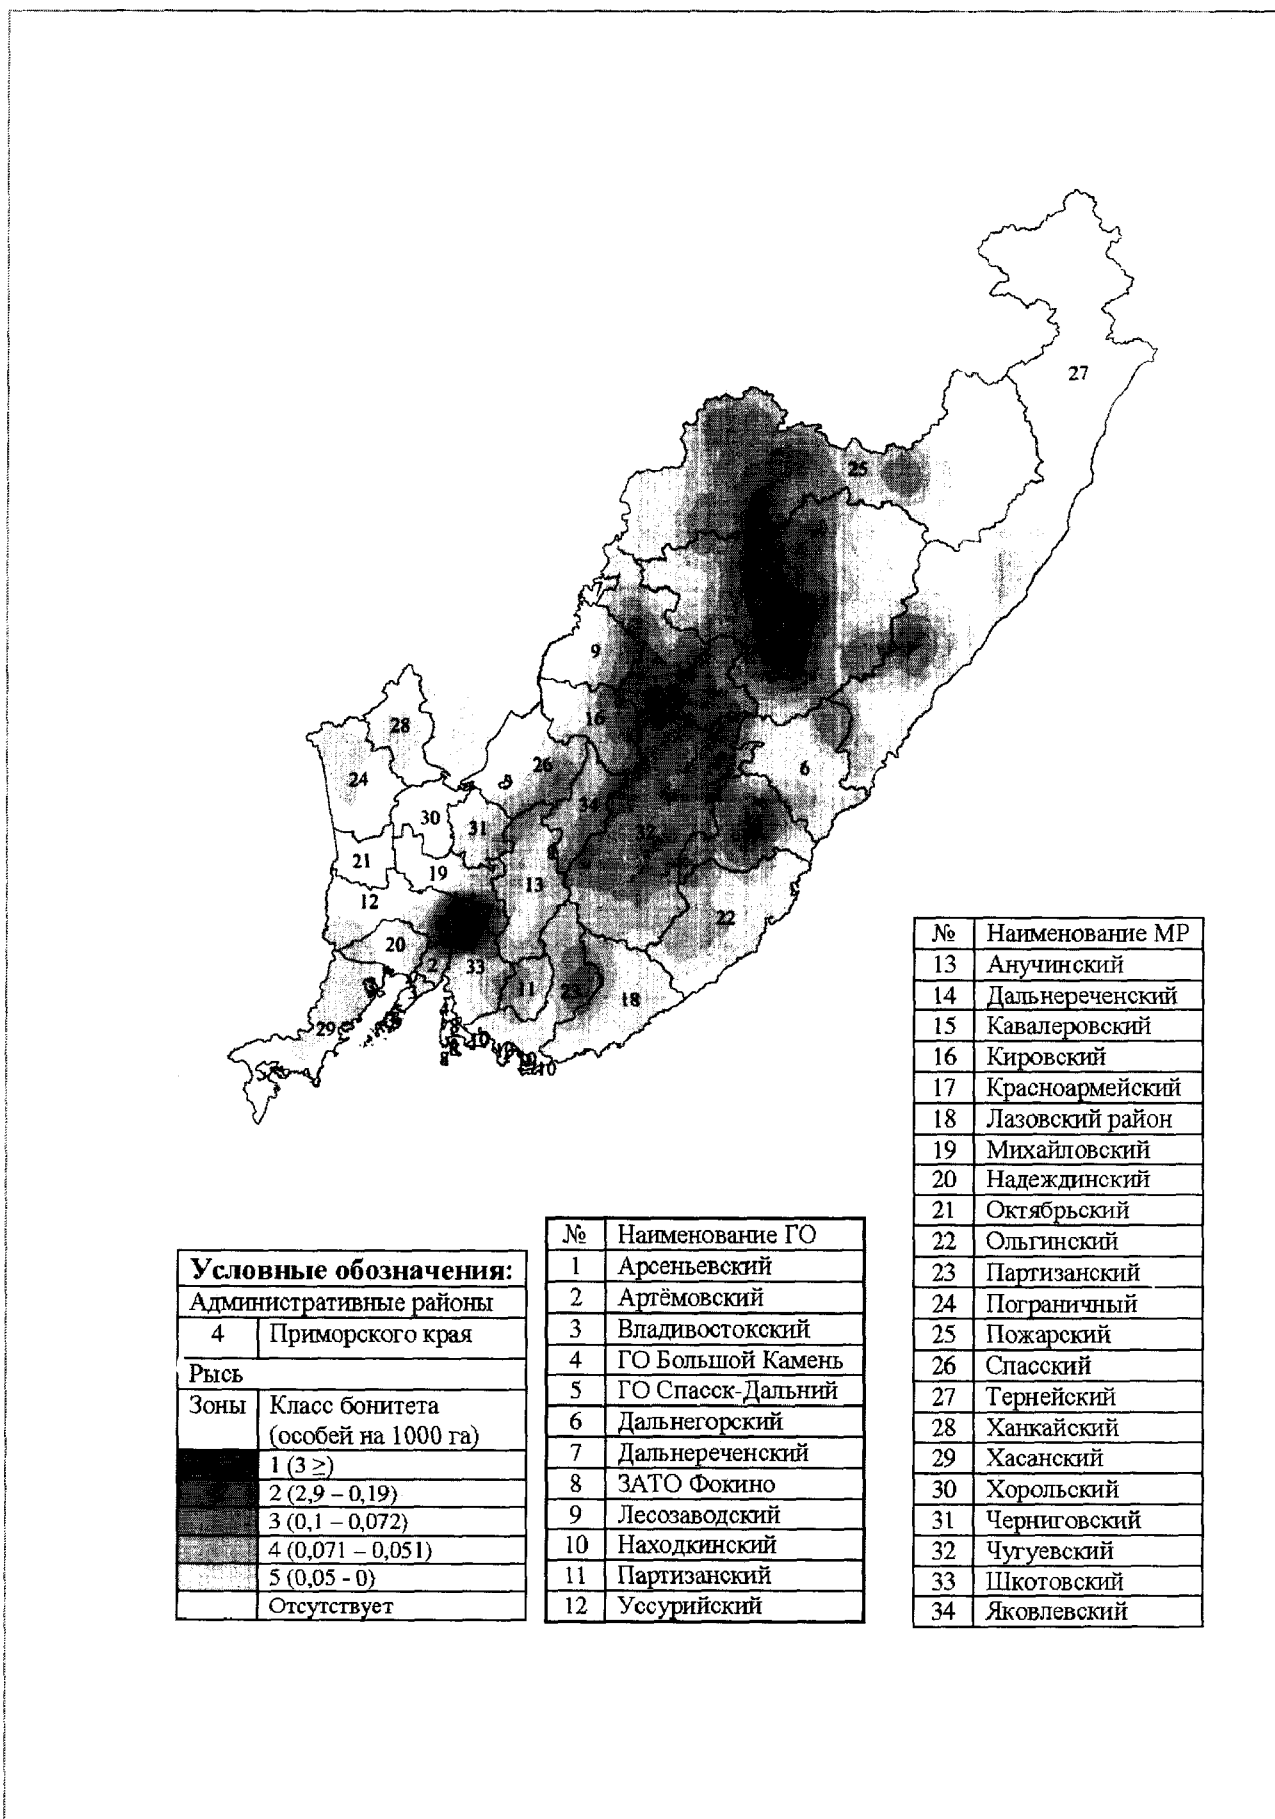 27
25
9
16
28
26
5
6
24
34
30
31
32
21
19
13
12
22
20
2
33
11
23
18
29
10
10
№ Наименование МР
13 Анучинский
14 Дальнереченский
15 Кавалеровский
16 Кировский
17 Красноармейский
18 Лазовский район
19 Михайловский
20 Надеждинский
21 Октябрьский
22 Ольгинский
23 Партизанский
24 Пограничный
25 Пожарский
26 Спасский
27 Тернейский
28 Ханкайский
29 Хасанский
30 Хорольский
31 Черниговский
32 Чугуевский
33 Шкотовский
34 Яковлевский
№ Наименование ГО
1 Арсеньевский
2 Артёмовский
3 Владивостокский
4 ГО Большой Камень
5 ГО Спасск-Дальний
6 Дальнегорский
7 Дальнереченский
8 ЗАТО Фокино
9 Лесозаводский
10 Находкинский
11 Партизанский
12 Уссурийский
Условные обозначения:
Административные районы
4 Приморского края
Рысь
Зоны Класс бонитета
(особей на 1000 га)
1 (3 ≥)
2 (2,9 – 0,19)
3 (0,1 – 0,072)
4 (0,071 – 0,051)
5 (0,05 - 0)
Отсутствует